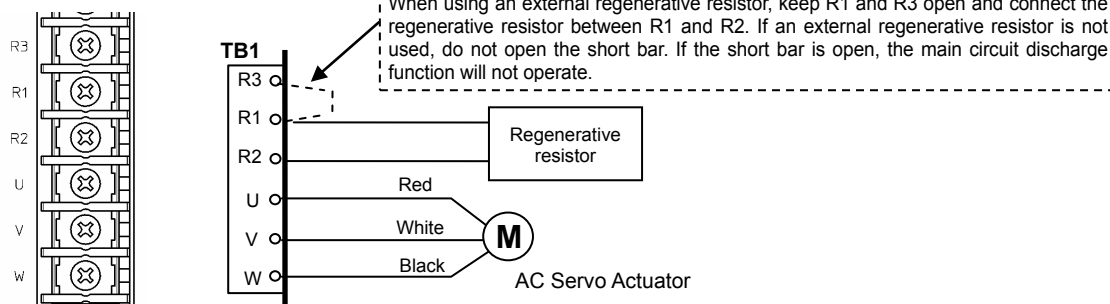 When using an external regenerative resistor, keep R1 and R3 open and connect the
regenerative resistor between R1 and R2. If an external regenerative resistor is not
used, do not open the short bar. If the short bar is open, the main circuit discharge
function will not operate.
R3
R1
R2
U
V
W
TB1
R3
R1
R2
U
V
W
Regenerative
resistor
Red
White
Black
M
AC Servo Actuator